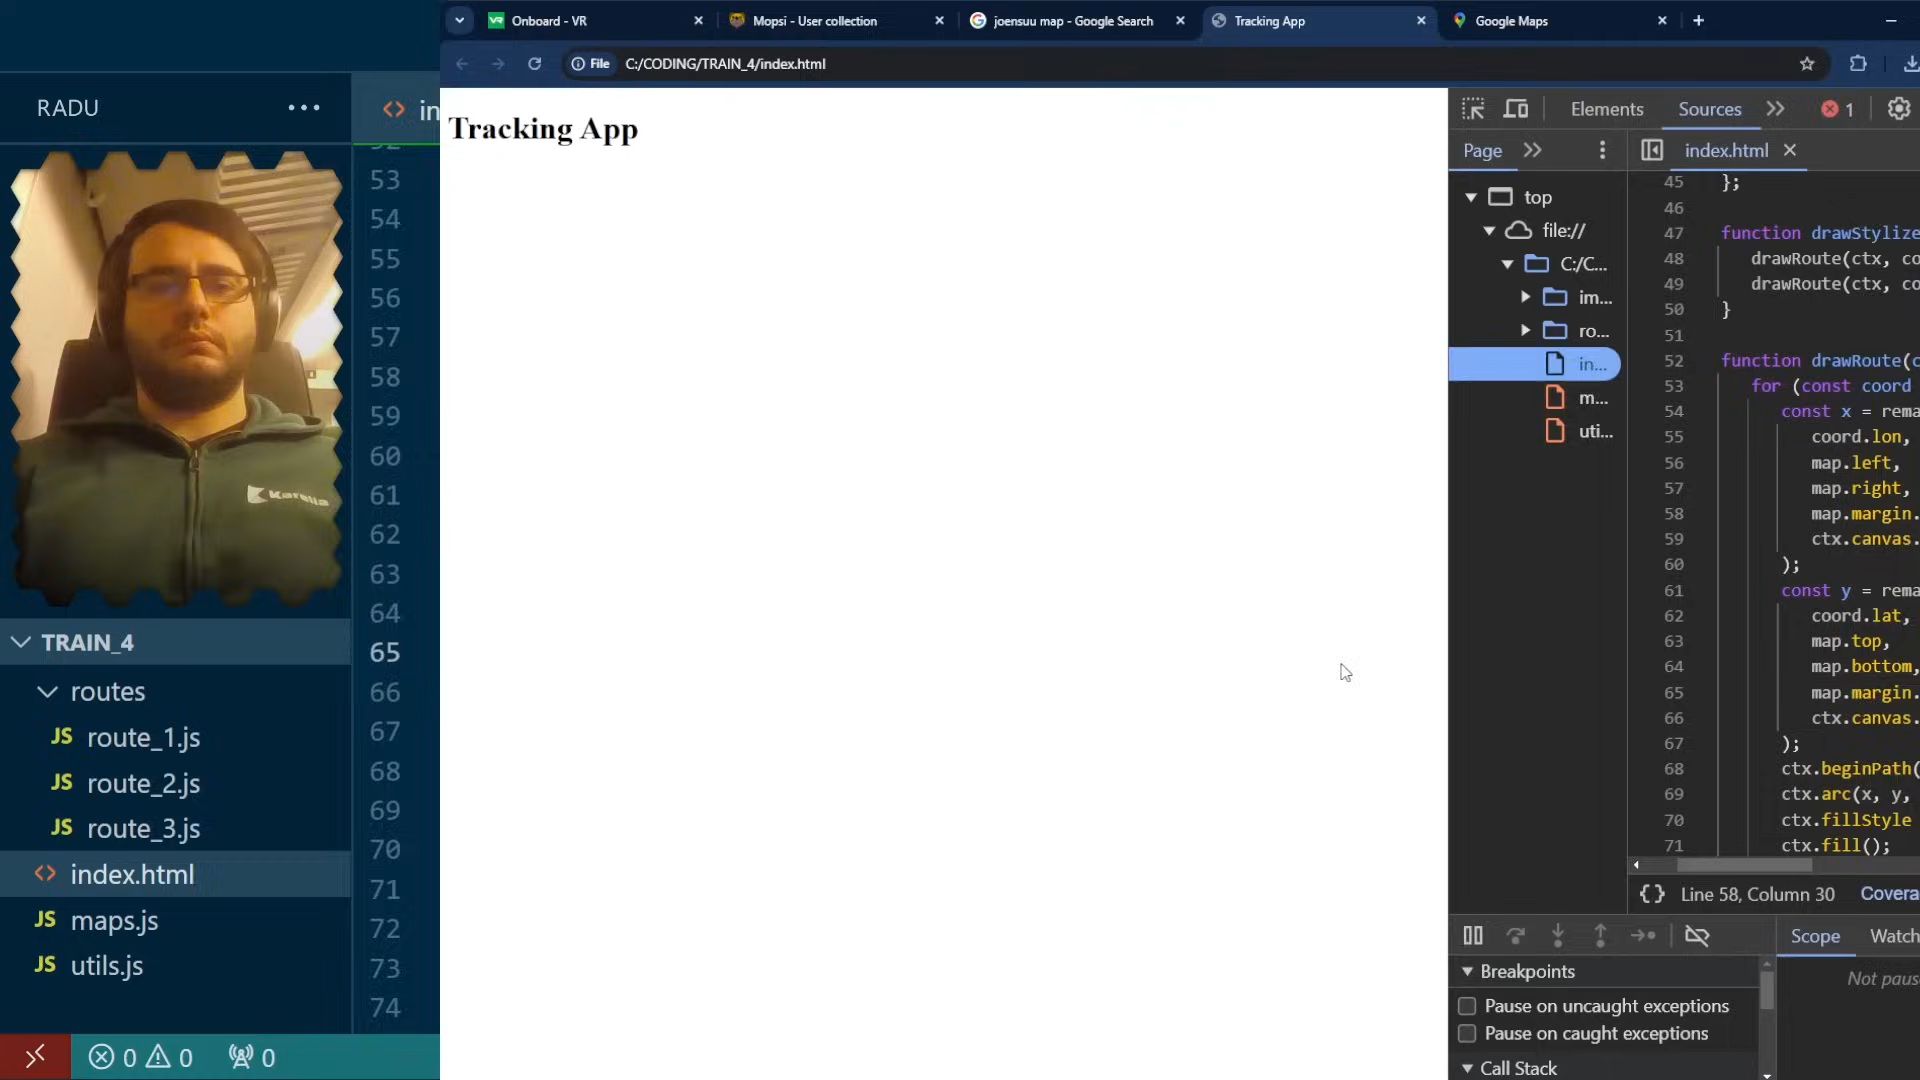 Onboard - VR
Mopsi - User collection
joensuu map - Google Search
Tracking App
Google Maps
File
C:/CODING/TRAIN_4/index.html
RADU
in
53
54
55
56
57
58
59
60
61
62
63
64
65
66
67
68
69
70
71
72
73
74
Karelia
TRAIN_4
routes
JS route_1.js
JS route_2.js
JS route_3.js
<> index.html
JS maps.js
JS utils.js
0 0 0
Tracking App
Elements Sources 1
Page
index.html
top
file://
C:/C...
im...
ro...
in...
m...
uti...
45 };
46
47 function drawStylize
48 drawRoute(ctx, co
49 drawRoute(ctx, co
50 }
51
52 function drawRoute(c
53 for (const coord
54 const x = rema
55 coord.lon,
56 map.left,
57 map.right,
58 map.margin.
59 ctx.canvas.
60 );
61 const y = rema
62 coord.lat,
63 map.top,
64 map.bottom,
65 map.margin.
66 ctx.canvas.
67 );
68 ctx.beginPath(
69 ctx.arc(x, y,
70 ctx.fillStyle
71 ctx.fill();
{} Line 58, Column 30 Covera
Scope Watch
Breakpoints
Not paus
Pause on uncaught exceptions
Pause on caught exceptions
Call Stack